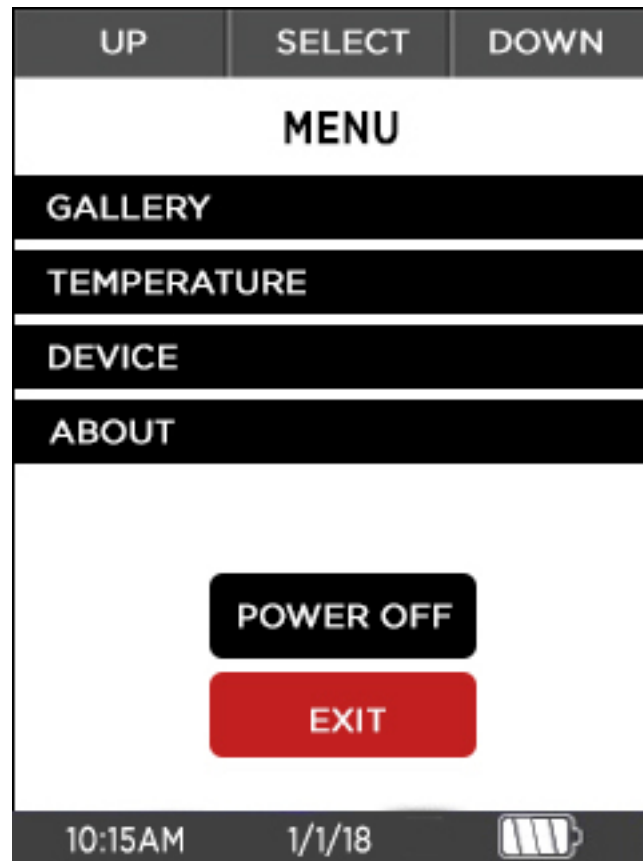 UP SELECT DOWN
MENU
GALLERY
TEMPERATURE
DEVICE
ABOUT
POWER OFF
EXIT
10:15AM 1/1/18